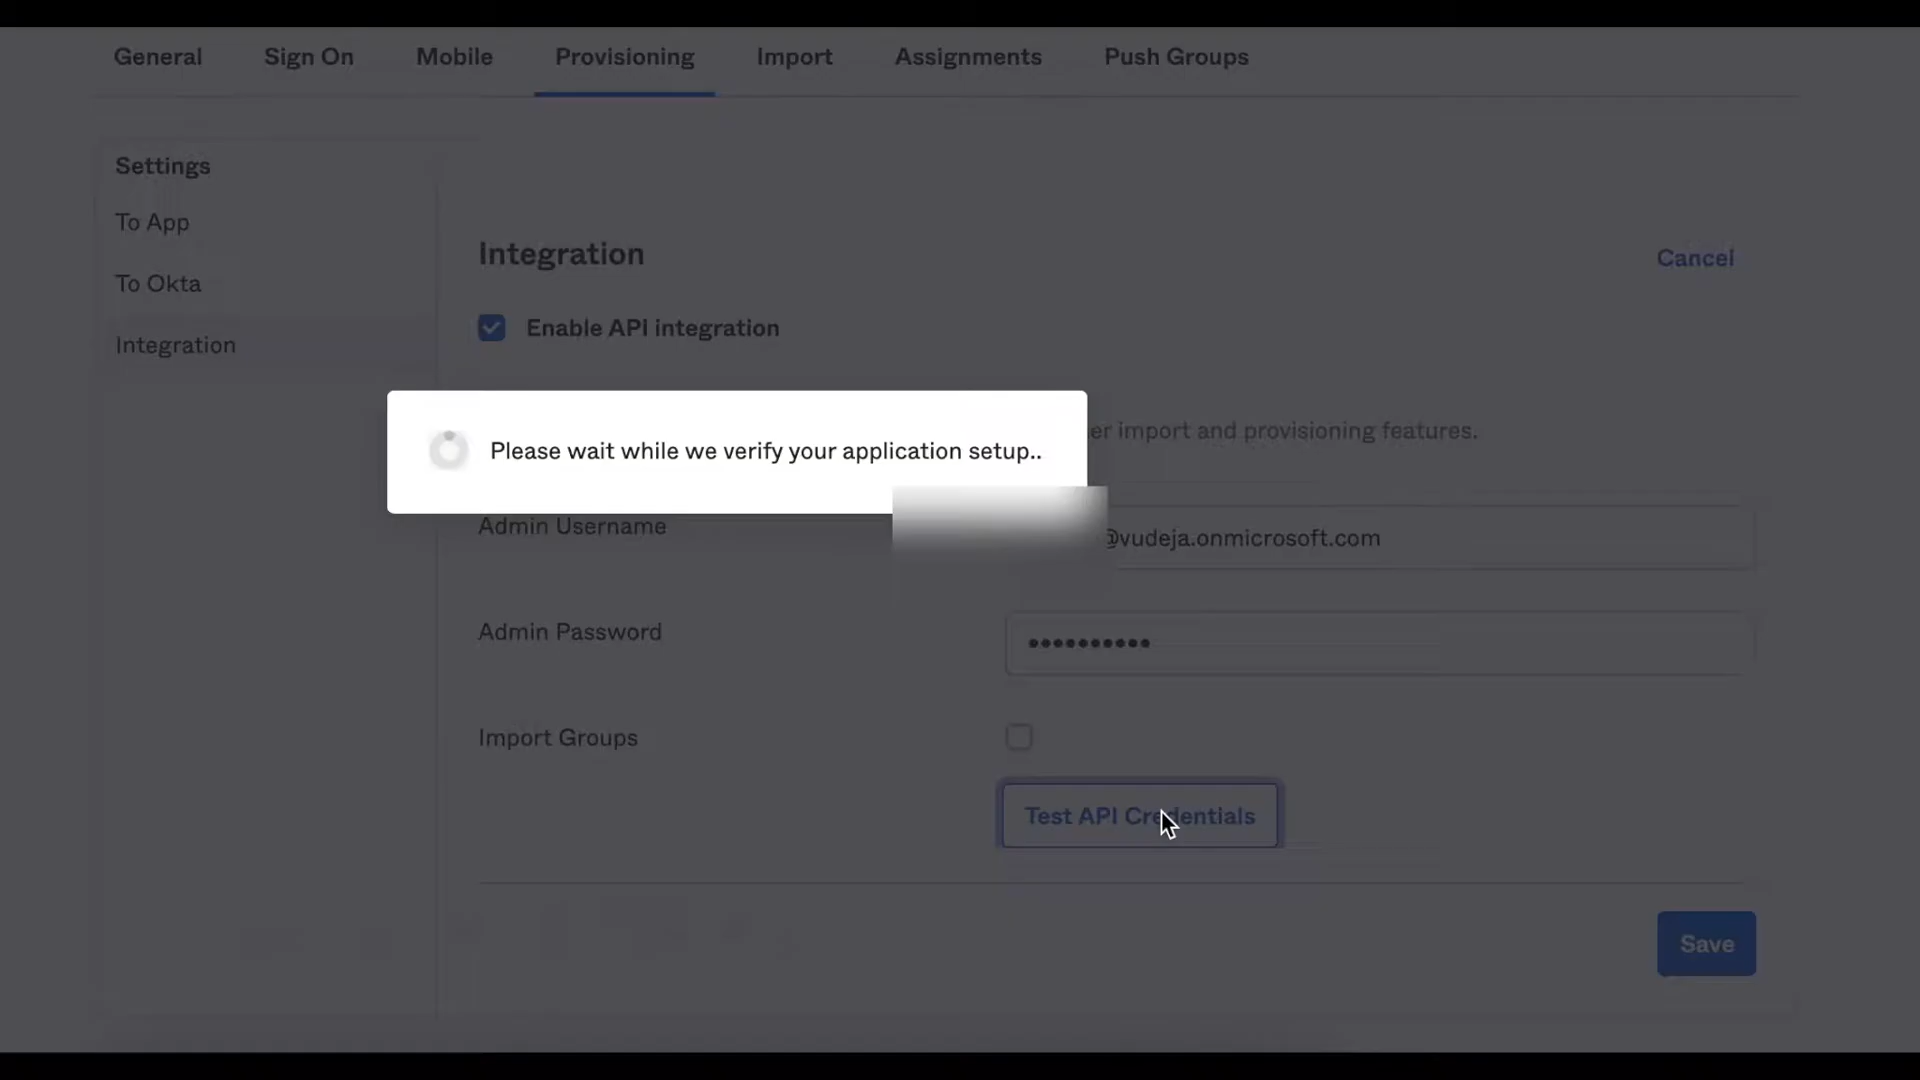 General Sign On Mobile Provisioning Import Assignments Push Groups
Settings
To App
To Okta
Integration
Integration
Cancel
Enable API integration
er import and provisioning features.
Please wait while we verify your application setup..
Admin Username
@vudeja.onmicrosoft.com
Admin Password
••••••••••
Import Groups
Test API Credentials
Save